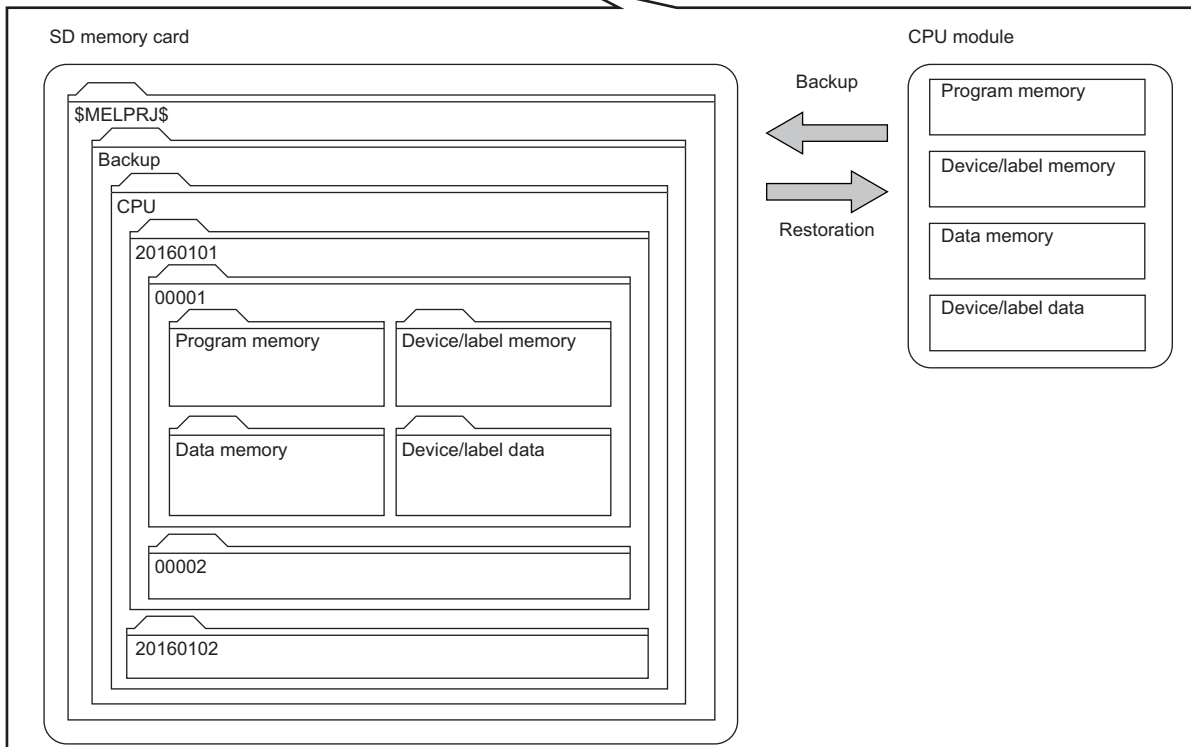 SD memory card
$MELPRJ$
Backup
CPU
20160101
00001
Program memory
Device/label memory
Data memory
Device/label data
00002
20160102
Backup
Restoration
CPU module
Program memory
Device/label memory
Data memory
Device/label data